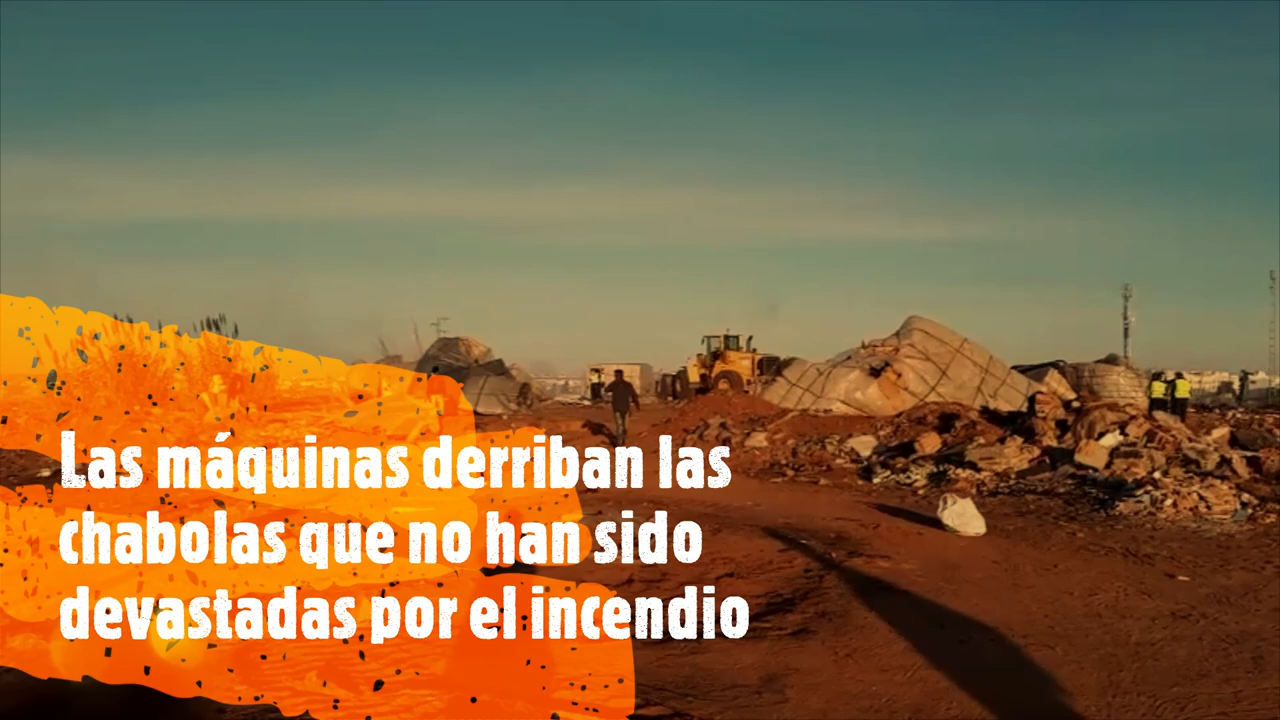 Las máquinas derriban las
chabolas que no han sido
devastadas por el incendio